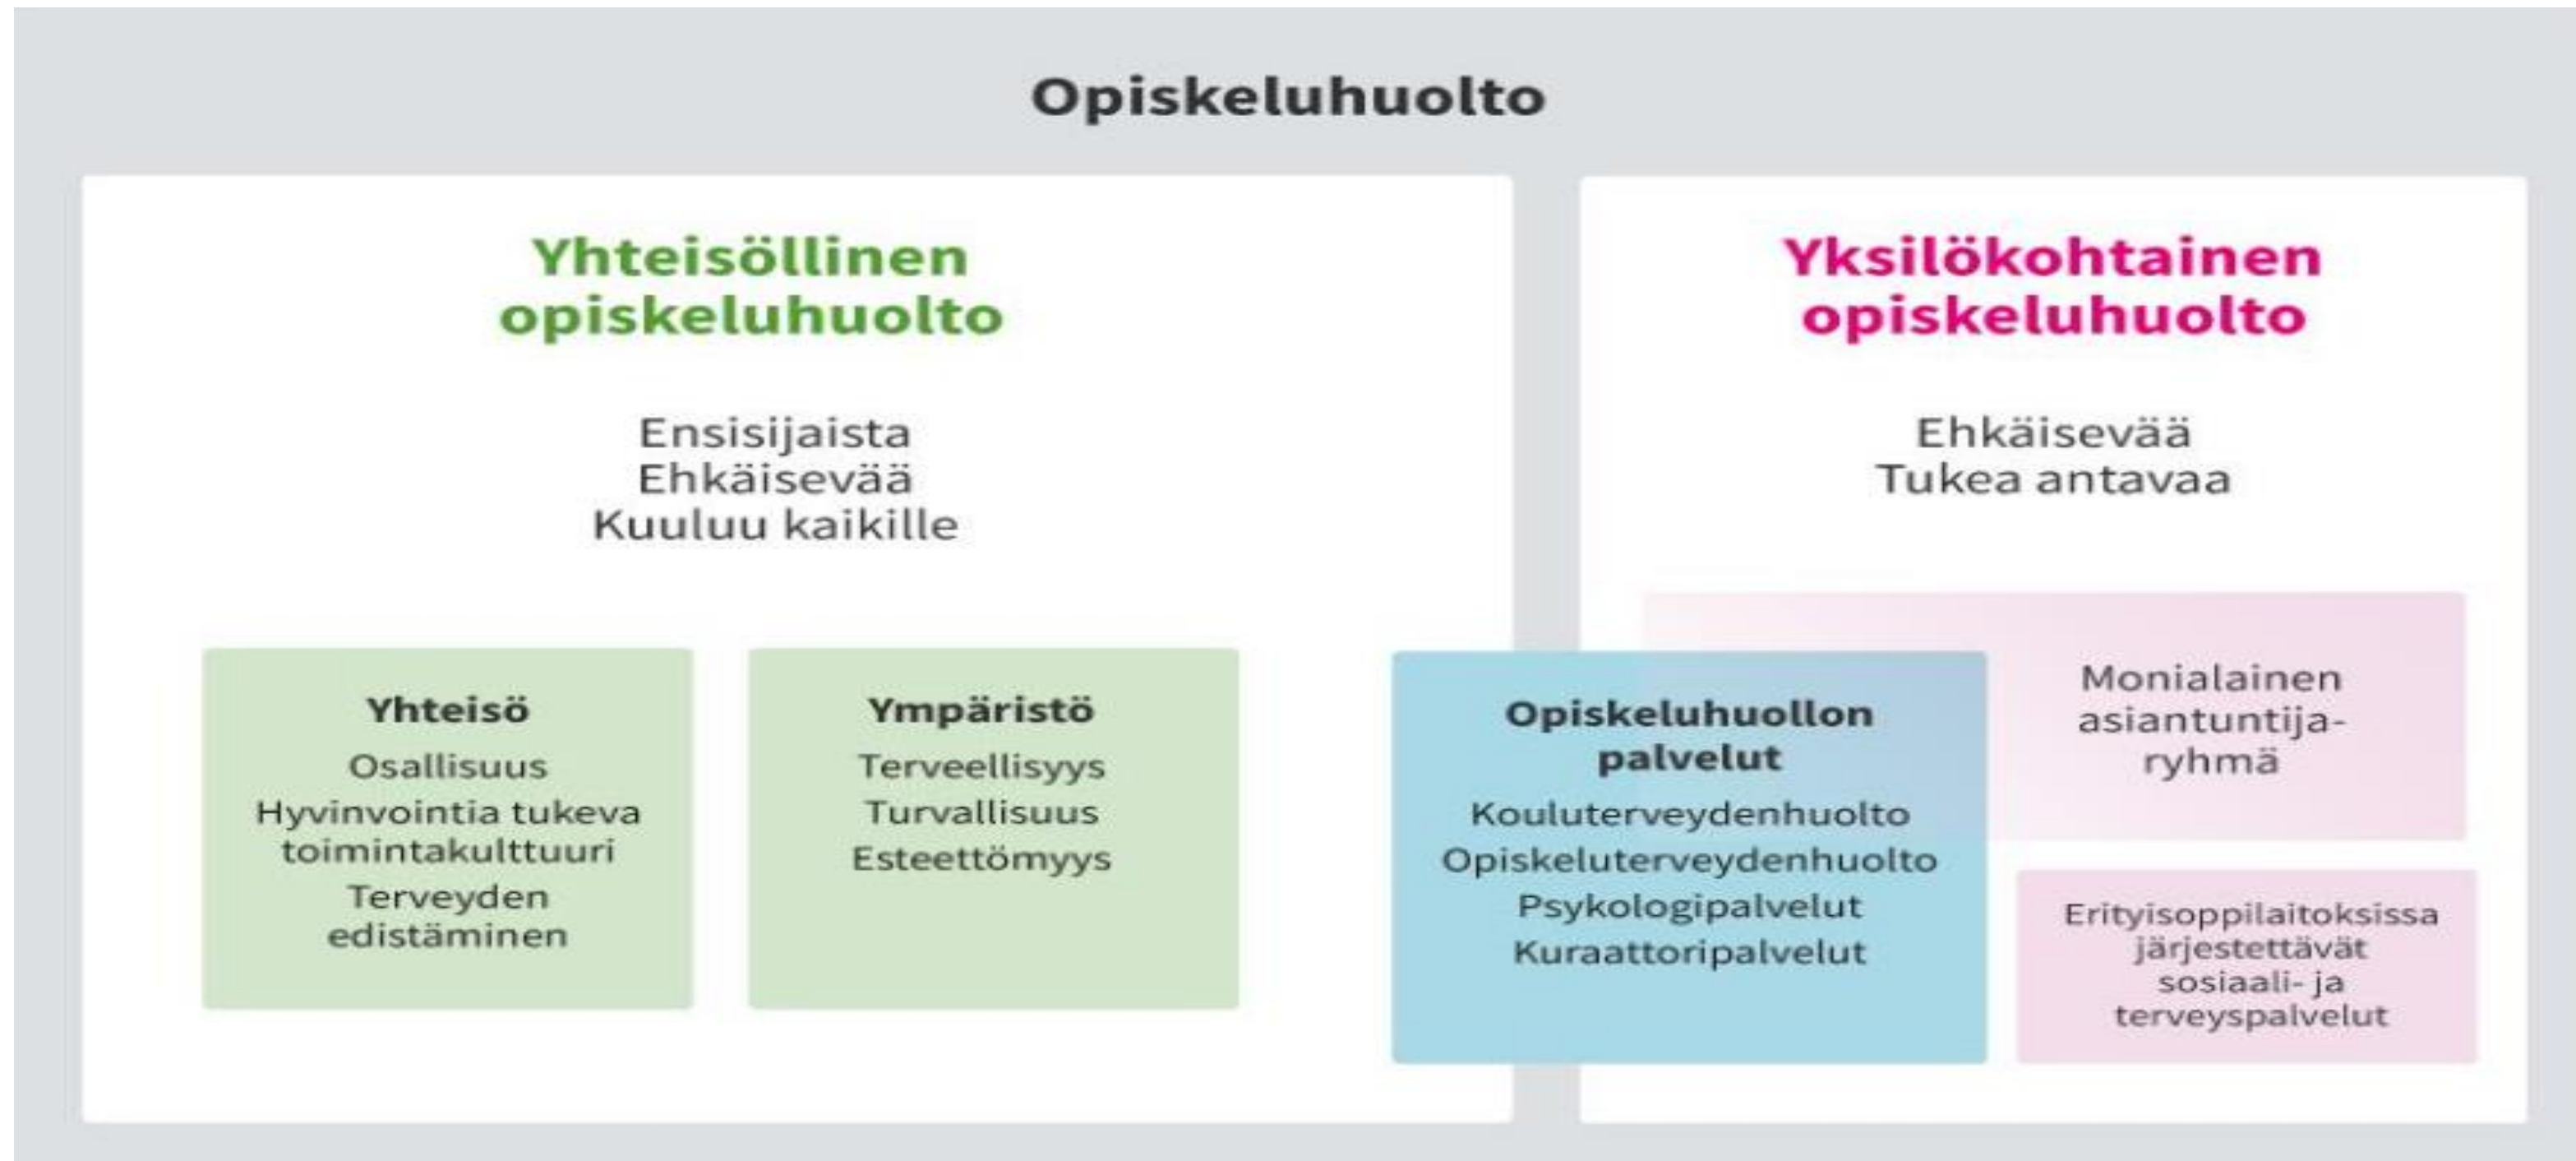 Opiskeluhuolto
Yhteisöllinen
opiskeluhuolto
Ensisijaista
Ehkäisevää
Kuuluu kaikille
Yhteisö
Osallisuus
Hyvinvointia tukeva
toimintakulttuuri
Terveyden
edistäminen
Ympäristö
Terveellisyys
Turvallisuus
Esteettömyys
Opiskeluhuollon
palvelut
Kouluterveydenhuolto
Opiskeluterveydenhuolto
Psykologipalvelut
Kuraattoripalvelut
Yksilökohtainen
opiskeluhuolto
Ehkäisevää
Tukea antavaa
Monialainen
asiantuntija-
ryhmä
Erityisoppilaitoksissa
järjestettävät
sosiaali- ja
terveyspalvelut